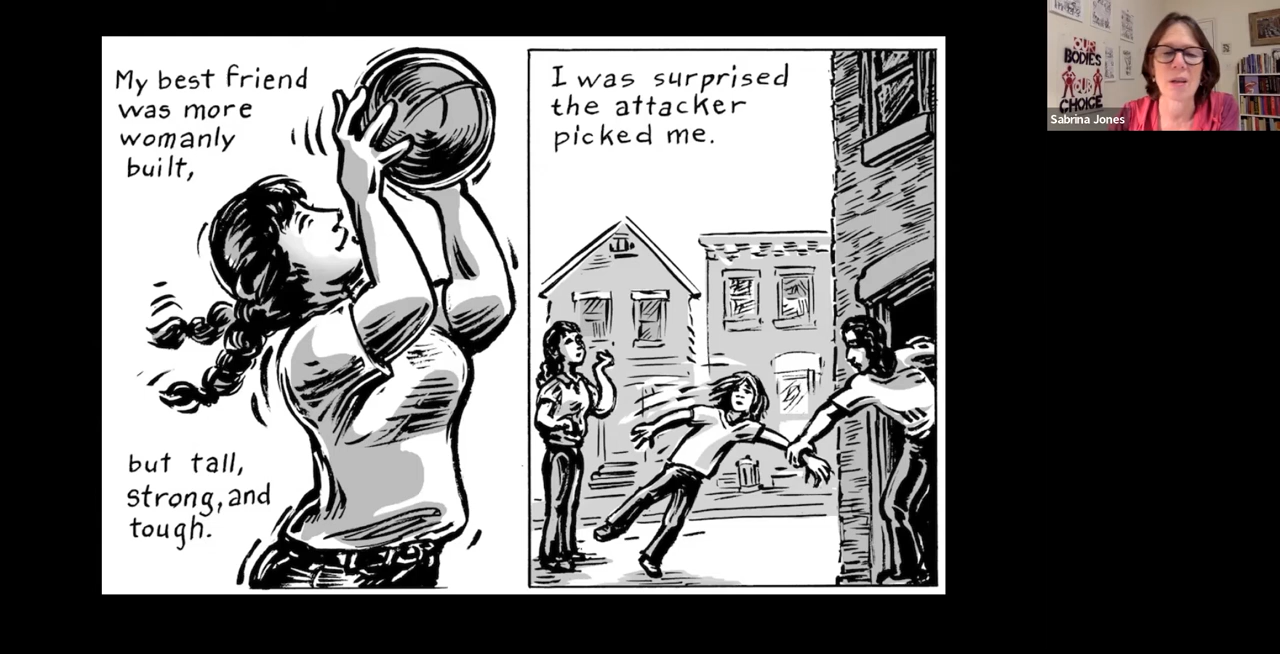 My best friend
was more
womanly
built,
but tall,
strong, and
tough.
I was surprised
the attacker
picked me.
OUR
BODIES
OUR
CHOICE
Sabrina Jones